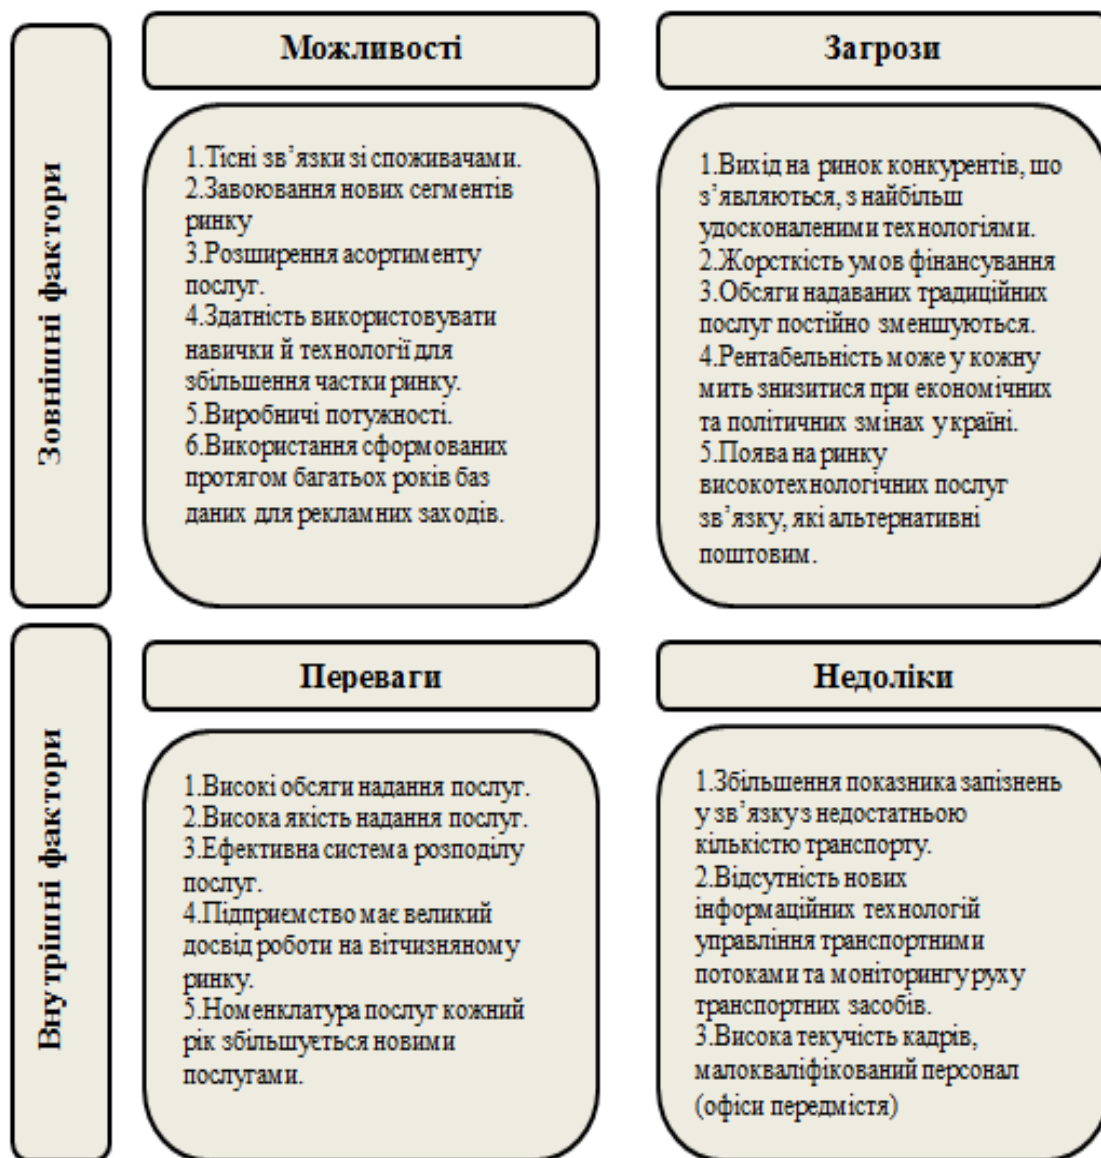 Зовнішні фактори
Можливості
1.Тісні зв’язки зі споживачами.
2.Завоювання нових сегментів
ринку
3.Розширення асортименту
послуг.
4.Здатність використовувати
навички й технології для
збільшення частки ринку.
5.Виробничі потужності.
6.Використання сформованих
протягом багатьох років баз
даних для рекламних заходів.
Загрози
1.Вихід на ринок конкурентів, що
з’являються, з найбільш
удосконаленими технологіями.
2.Жорсткість умов фінансування
3.Обсяги надаваних традиційних
послуг постійно зменшуються.
4.Рентабельність може у кожну
мить знизитися при економічних
та політичних змінах у країні.
5.Поява на ринку
високотехнологічних послуг
зв’язку, які альтернативні
поштовим.
Внутрішні фактори
Переваги
1.Високі обсяги надання послуг.
2.Висока якість надання послуг.
3.Ефективна система розподілу
послуг.
4.Підприємство має великий
досвід роботи на вітчизняному
ринку.
5.Номенклатура послуг кожний
рік збільшується новими
послугами.
Недоліки
1.Збільшення показника запізнень
у зв’язку з недостатньою
кількістю транспорту.
2.Відсутність нових
інформаційних технологій
управління транспортними
потоками та моніторингу руху
транспортних засобів.
3.Висока текучість кадрів,
малокваліфікований персонал
(офіси передмістя)